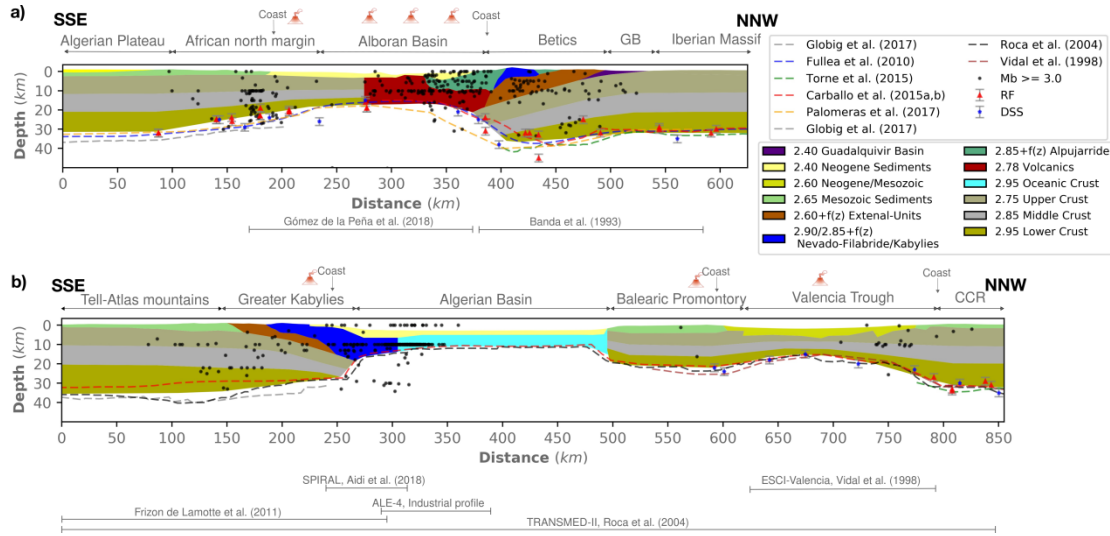 a)
SSE
NNW
Coast
Coast
Algerian Plateau
African north margin
Alboran Basin
Betics
GB
Iberian Massif
0
10
20
30
40
Depth (km)
0 50 100 150 200 250 300 350 400 450 500 550 600
Distance (km)
Gómez de la Peña et al. (2018)
Banda et al. (1993)
Globig et al. (2017)
Fullea et al. (2010)
Torne et al. (2015)
Carballo et al. (2015a,b)
Palomeras et al. (2017)
Globig et al. (2017)
Roca et al. (2004)
Vidal et al. (1998)
Mb >= 3.0
RF
DSS
2.40 Guadalquivir Basin
2.40 Neogene Sediments
2.60 Neogene/Mesozoic
2.65 Mesozoic Sediments
2.60+f(z) Extenal-Units
2.90/2.85+f(z)
Nevado-Filabride/Kabylies
2.85+f(z) Alpujarride
2.78 Volcanics
2.95 Oceanic Crust
2.75 Upper Crust
2.85 Middle Crust
2.95 Lower Crust
b)
SSE
NNW
Coast
Coast
Coast
Tell-Atlas mountains
Greater Kabylies
Algerian Basin
Balearic Promontory
Valencia Trough
CCR
0
10
20
30
40
Depth (km)
0 50 100 150 200 250 300 350 400 450 500 550 600 650 700 750 800 850
Distance (km)
SPIRAL, Aidi et al. (2018)
ESCI-Valencia, Vidal et al. (1998)
ALE-4, Industrial profile
Frizon de Lamotte et al. (2011)
TRANSMED-II, Roca et al. (2004)